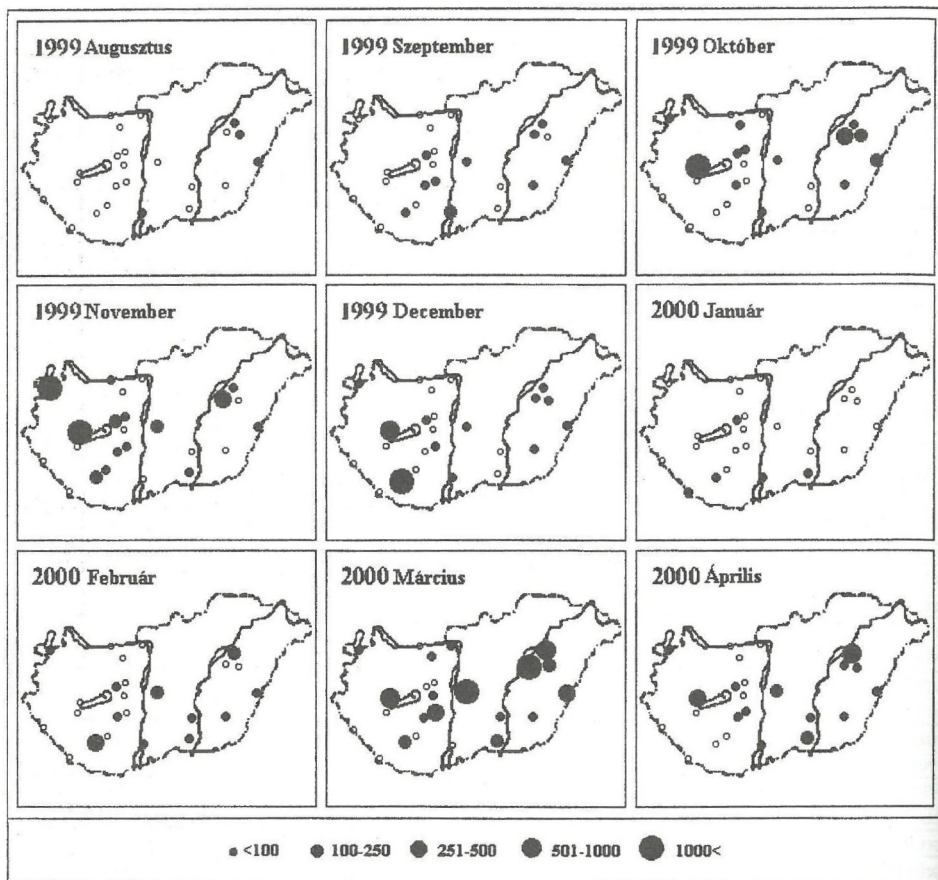 1999 Augusztus
1999 Szeptember
1999 Október
1999 November
1999 December
2000 Január
2000 Február
2000 Március
2000 Április
<100 100-250 251-500 501-1000 1000<